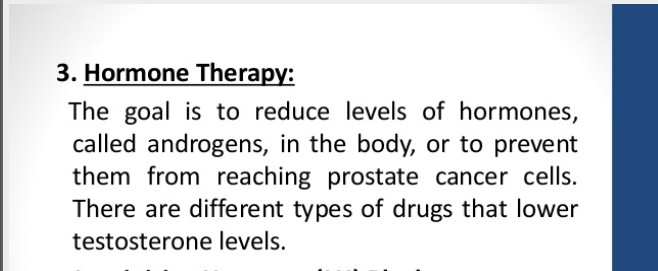 3. Hormone Therapy:
The goal is to reduce levels of hormones,
called androgens, in the body, or to prevent
them from reaching prostate cancer cells.
There are different types of drugs that lower
testosterone levels.